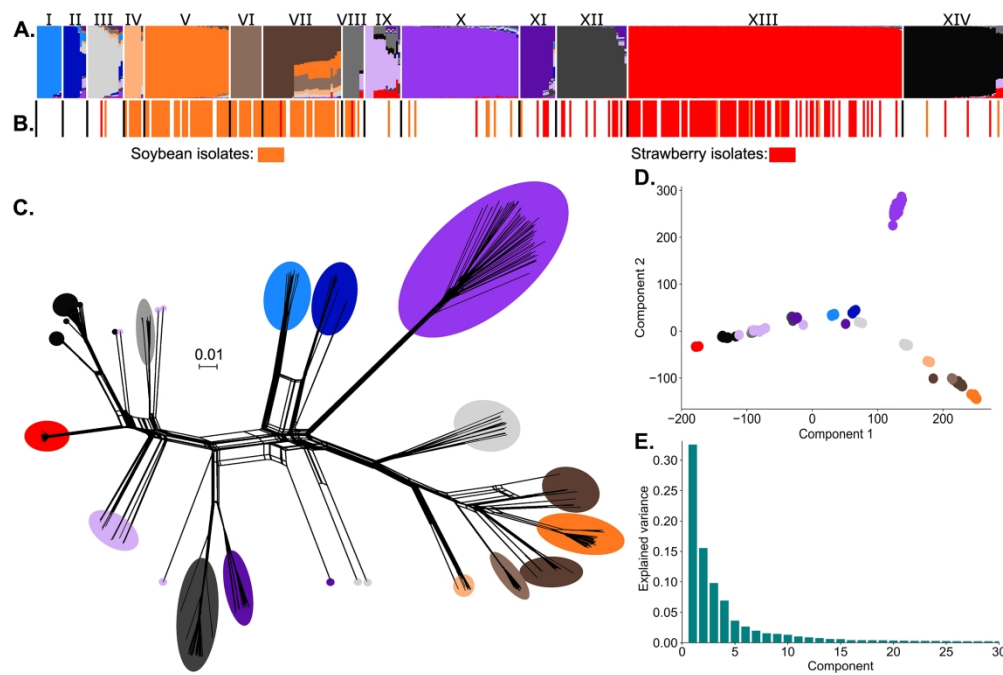 I II III IV V VI VII VIII IX X XI XII XIII XIV
A.
B.
Soybean isolates:
Strawberry isolates:
C.
0.01
D.
Component 2
300
200
100
0
−100
−200 −100 0 100 200
Component 1
E.
Explained variance
0.30
0.25
0.20
0.15
0.10
0.05
0.00
0 5 10 15 20 25 30
Component